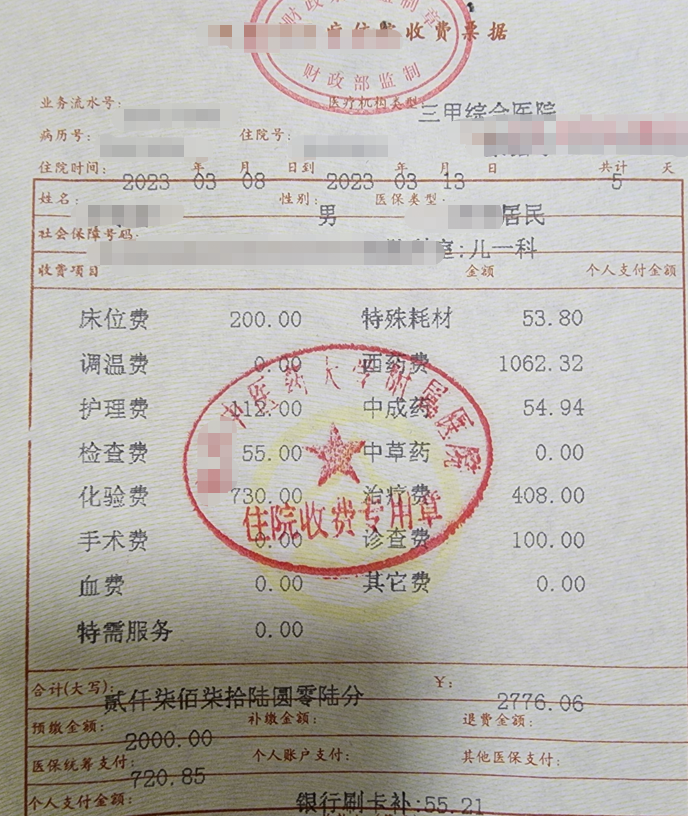 财政部监制
收费票据
业务流水号: 医疗机构类型: 三甲综合医院
病历号: 住院号:
住院时间: 2023 年 03 月 08 日到 2023 年 03 月 13 日 共计 5 天
姓名: 性别: 男 医保类型: 居民
社会保障号码: 室:儿一科
收费项目 金额 个人支付金额
床位费 200.00 特殊耗材 53.80
调温费 0.00 西药费 1062.32
护理费 112.00 中成药 54.94
检查费 55.00 中草药 0.00
化验费 730.00 治疗费 408.00
手术费 0.00 诊查费 100.00
血费 0.00 其它费 0.00
特需服务 0.00
中医药大学附属医院
住院收费专用章
合计(大写): 贰仟柒佰柒拾陆圆零陆分 ¥: 2776.06
预缴金额: 2000.00 补缴金额: 退费金额:
医保统筹支付: 720.85 个人账户支付: 其他医保支付:
个人支付金额: 银行刷卡补:55.21